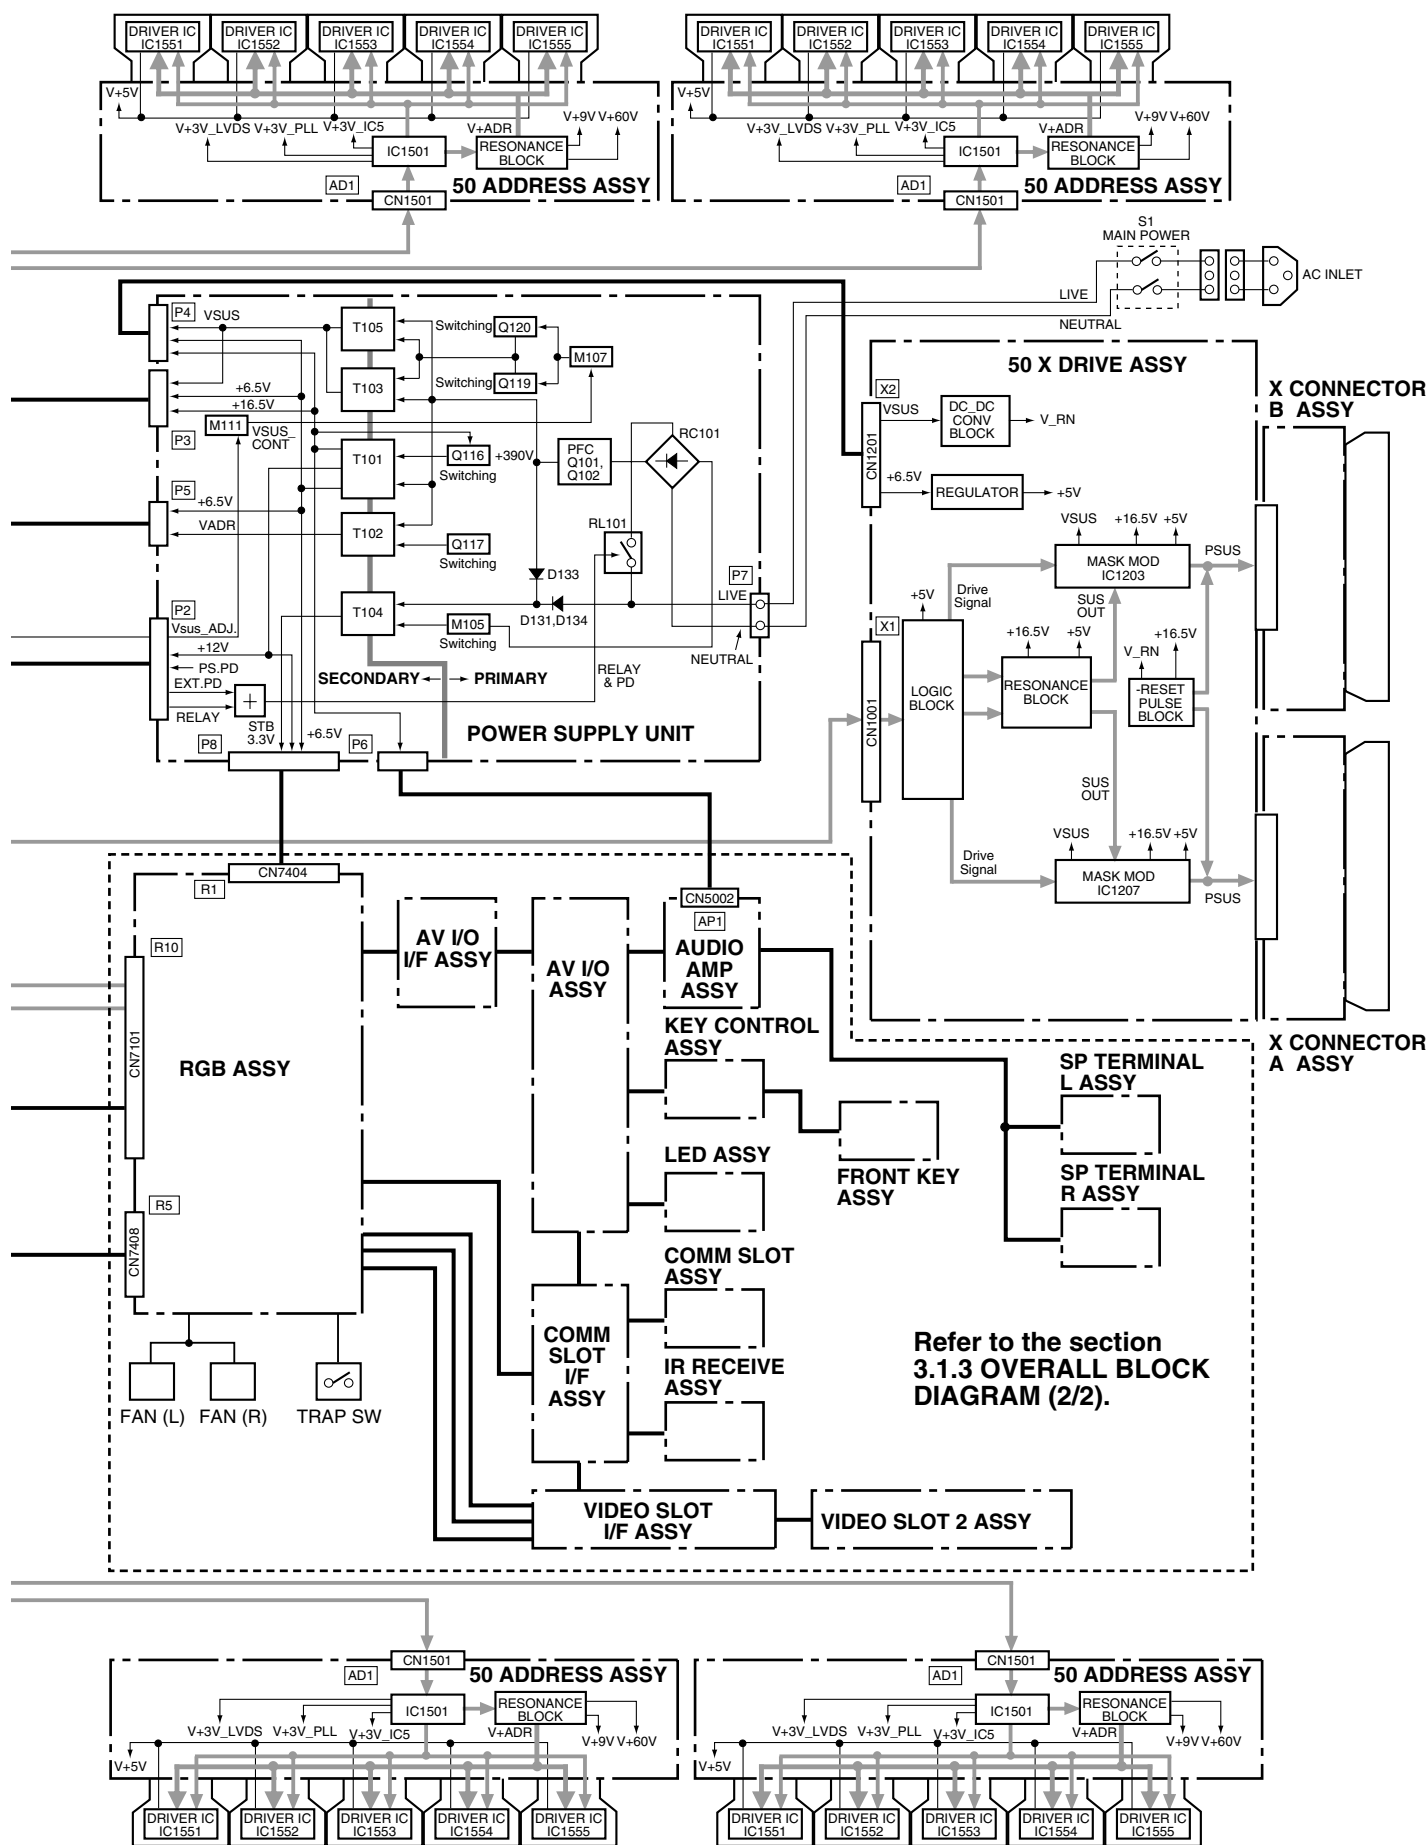 DRIVER IC
IC1551
DRIVER IC
IC1552
DRIVER IC
IC1553
DRIVER IC
IC1554
DRIVER IC
IC1555
V+5V
V+3V_LVDS
V+3V_PLL
V+3V_IC5
V+ADR
V+9V
V+60V
IC1501
RESONANCE
BLOCK
AD1
50 ADDRESS ASSY
CN1501
DRIVER IC
IC1551
DRIVER IC
IC1552
DRIVER IC
IC1553
DRIVER IC
IC1554
DRIVER IC
IC1555
V+5V
V+3V_LVDS
V+3V_PLL
V+3V_IC5
V+ADR
V+9V
V+60V
IC1501
RESONANCE
BLOCK
AD1
50 ADDRESS ASSY
CN1501
S1
MAIN POWER
AC INLET
LIVE
NEUTRAL
P4
VSUS
T105
Switching
Q120
M107
T103
Switching
Q119
+6.5V
+16.5V
M111
VSUS_
CONT
P3
T101
Q116
Switching
+390V
PFC
Q101,
Q102
RC101
P5
+6.5V
VADR
T102
Q117
Switching
RL101
D133
P7
LIVE
T104
D131,D134
M105
NEUTRAL
P2
Vsus_ADJ.
+12V
PS.PD
EXT.PD
RELAY
+
SECONDARY
PRIMARY
RELAY
& PD
STB
3.3V
+6.5V
P8
P6
POWER SUPPLY UNIT
50 X DRIVE ASSY
X2
VSUS
DC_DC
CONV
BLOCK
V_RN
CN1201
+6.5V
REGULATOR
+5V
VSUS
+16.5V
+5V
MASK MOD
IC1203
PSUS
Drive
Signal
SUS
OUT
+5V
X1
+16.5V
+5V
+16.5V
V_RN
LOGIC
BLOCK
RESONANCE
BLOCK
-RESET
PULSE
BLOCK
CN1001
SUS
OUT
VSUS
+16.5V
+5V
Drive
Signal
MASK MOD
IC1207
PSUS
X CONNECTOR
B ASSY
X CONNECTOR
A ASSY
CN7404
R1
R10
CN7101
RGB ASSY
R5
CN7408
FAN (L)
FAN (R)
TRAP SW
AV I/O
I/F ASSY
AV I/O
ASSY
CN5002
AP1
AUDIO
AMP
ASSY
KEY CONTROL
ASSY
FRONT KEY
ASSY
LED ASSY
SP TERMINAL
L ASSY
SP TERMINAL
R ASSY
COMM SLOT
ASSY
COMM
SLOT
I/F
ASSY
IR RECEIVE
ASSY
Refer to the section
3.1.3 OVERALL BLOCK
DIAGRAM (2/2).
VIDEO SLOT
I/F ASSY
VIDEO SLOT 2 ASSY
CN1501
AD1
50 ADDRESS ASSY
IC1501
RESONANCE
BLOCK
V+3V_LVDS
V+3V_PLL
V+3V_IC5
V+ADR
V+9V
V+60V
V+5V
DRIVER IC
IC1551
DRIVER IC
IC1552
DRIVER IC
IC1553
DRIVER IC
IC1554
DRIVER IC
IC1555
CN1501
AD1
50 ADDRESS ASSY
IC1501
RESONANCE
BLOCK
V+3V_LVDS
V+3V_PLL
V+3V_IC5
V+ADR
V+9V
V+60V
V+5V
DRIVER IC
IC1551
DRIVER IC
IC1552
DRIVER IC
IC1553
DRIVER IC
IC1554
DRIVER IC
IC1555